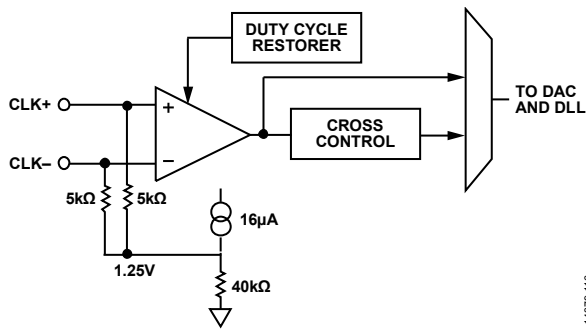 DUTY CYCLE
RESTORER
CLK+
+
TO DAC
AND DLL
CROSS
CONTROL
CLK–
–
5kΩ
5kΩ
16µA
1.25V
40kΩ